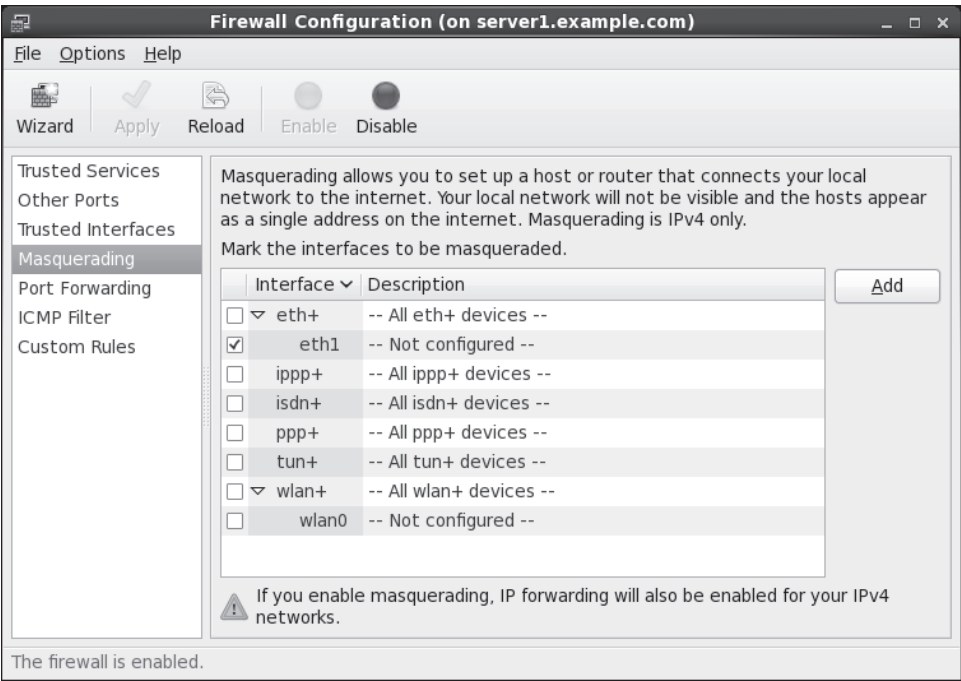 Firewall Configuration (on server1.example.com)
File Options Help
Wizard Apply Reload Enable Disable
Trusted Services
Other Ports
Trusted Interfaces
Masquerading
Port Forwarding
ICMP Filter
Custom Rules
Masquerading allows you to set up a host or router that connects your local
network to the internet. Your local network will not be visible and the hosts appear
as a single address on the internet. Masquerading is IPv4 only.
Mark the interfaces to be masqueraded.
Interface Description
eth+ -- All eth+ devices --
eth1 -- Not configured --
ippp+ -- All ippp+ devices --
isdn+ -- All isdn+ devices --
ppp+ -- All ppp+ devices --
tun+ -- All tun+ devices --
wlan+ -- All wlan+ devices --
wlan0 -- Not configured --
Add
If you enable masquerading, IP forwarding will also be enabled for your IPv4
networks.
The firewall is enabled.